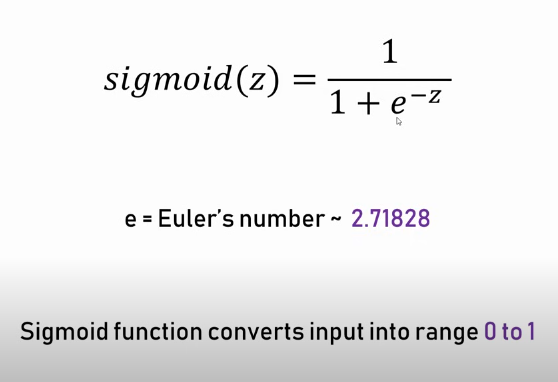 sigmoid(z) = 1 / (1 + e^−z)
e = Euler's number ~ 2.71828
Sigmoid function converts input into range 0 to 1